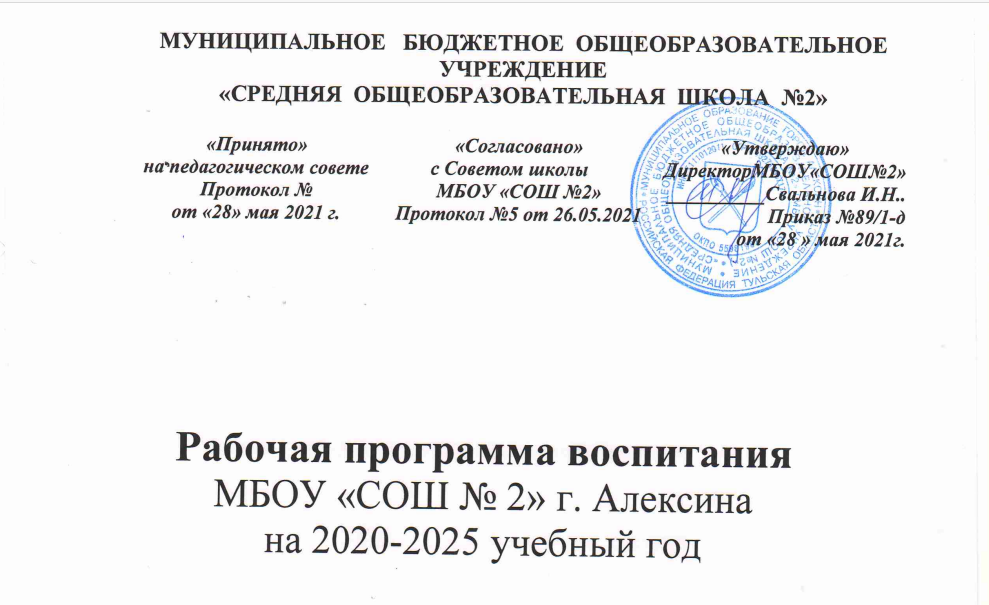 МУНИЦИПАЛЬНОЕ БЮДЖЕТНОЕ ОБЩЕОБРАЗОВАТЕЛЬНОЕ
УЧРЕЖДЕНИЕ
«СРЕДНЯЯ ОБЩЕОБРАЗОВАТЕЛЬНАЯ ШКОЛА №2»
«Принято»
на педагогическом совете
Протокол №
от «28» мая 2021 г.
«Согласовано»
с Советом школы
МБОУ «СОШ №2»
Протокол №5 от 26.05.2021
«Утверждаю»
ДиректорМБОУ«СОШ№2»
__________Свальнова И.Н..
Приказ №89/1-д
от «28 » мая 2021г.
Рабочая программа воспитания
МБОУ «СОШ № 2» г. Алексина
на 2020-2025 учебный год